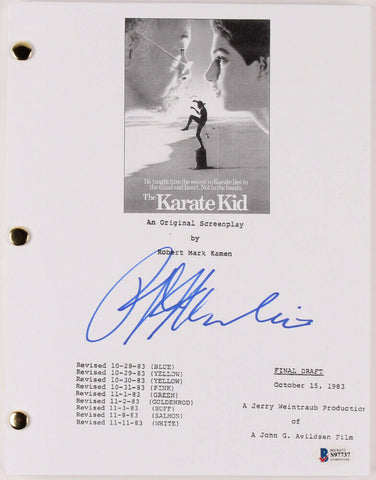 He taught him the secret to Karate lies in
the mind and heart. Not in the hands.
The Karate Kid
An Original Screenplay
by
Robert Mark Kamen
Revised 10-28-83 (BLUE)
Revised 10-29-83 (YELLOW)
Revised 10-30-83 (YELLOW)
Revised 10-31-83 (PINK)
Revised 11-1-83 (GREEN)
Revised 11-2-83 (GOLDENROD)
Revised 11-3-83 (BUFF)
Revised 11-8-83 (SALMON)
Revised 11-11-83 (WHITE)
FINAL DRAFT
October 15, 1983
A Jerry Weintraub Production
of
A John G. Avildsen Film
BECKETT
S97737